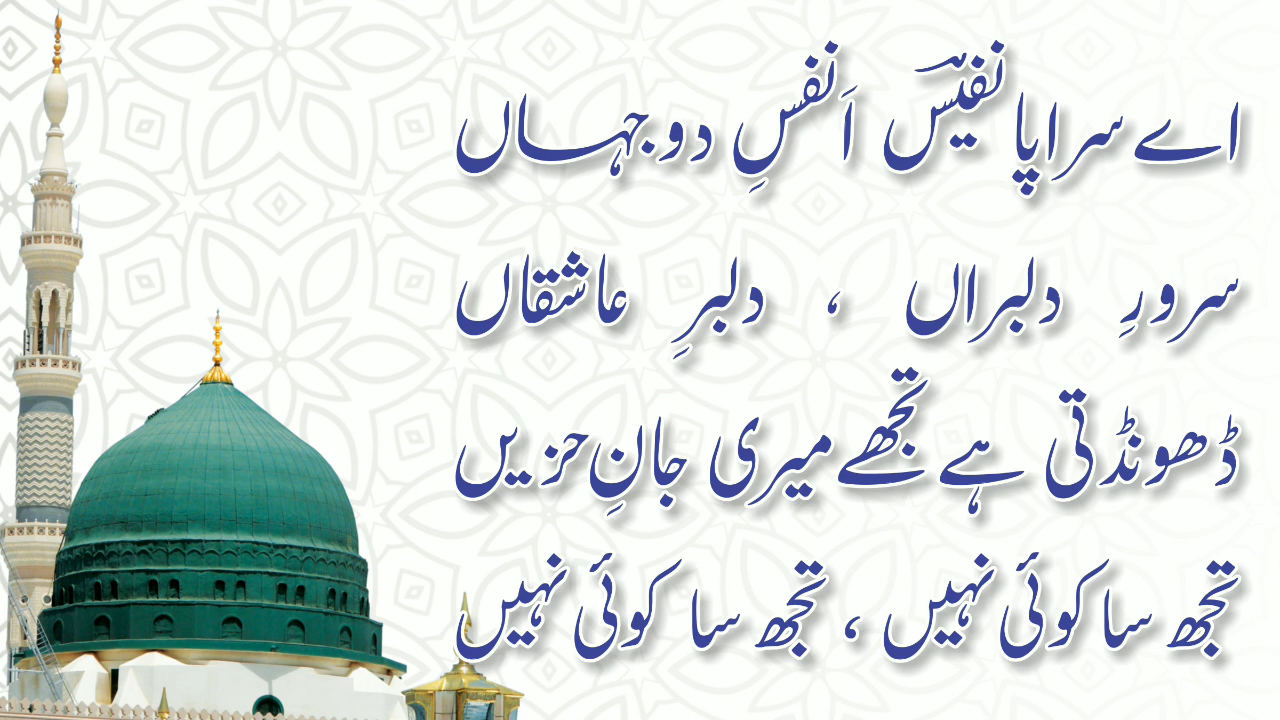 اے سراپا نفیسؔ اَنفسِ دو جہاں
سرورِ دلبراں ، دلبرِ عاشقاں
ڈھونڈتی ہے تجھے میری جانِ حزیں
تجھ سا کوئی نہیں ، تجھ سا کوئی نہیں